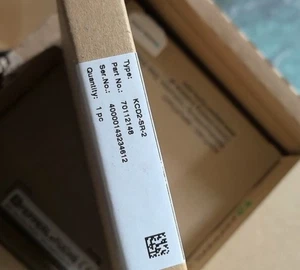 Type: KCD2-SR-2
Part No.: 70112148
Ser.No.: 40000143234612
Quantity: 1 pc